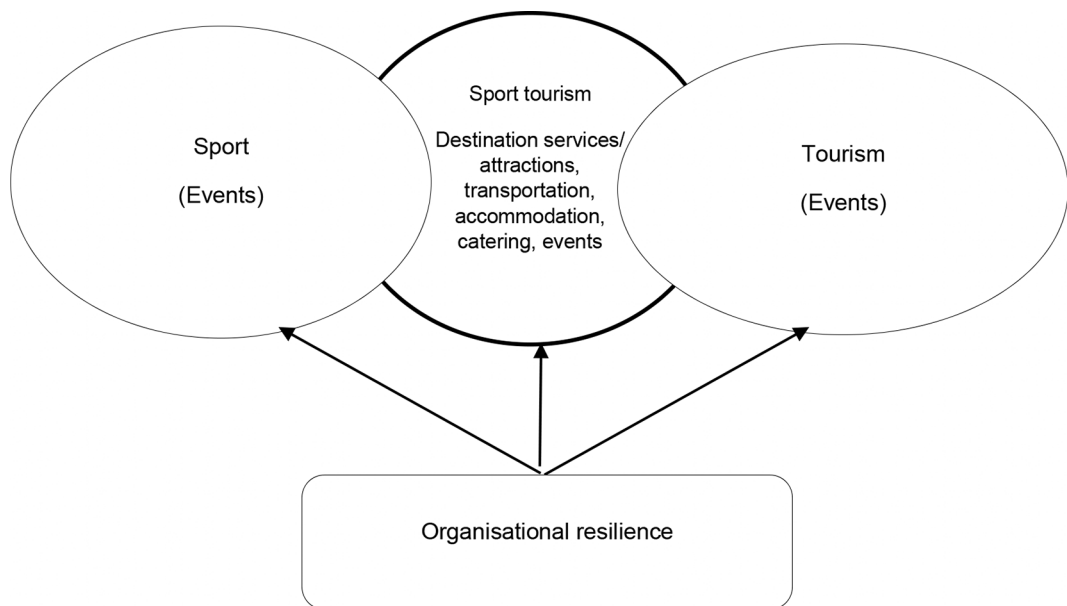 Sport
(Events)
Sport tourism
Destination services/
attractions,
transportation,
accommodation,
catering, events
Tourism
(Events)
Organisational resilience